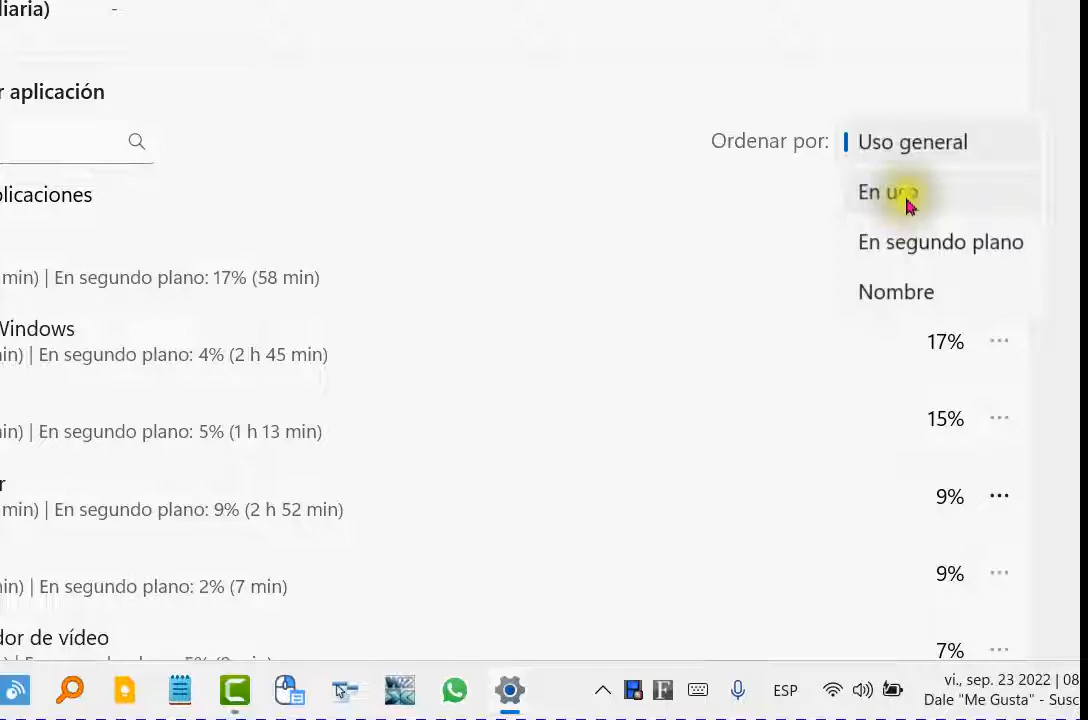 iaria) -
r aplicación
Ordenar por: Uso general
En uso
En segundo plano
Nombre
plicaciones
min) | En segundo plano: 17% (58 min)
Windows
in) | En segundo plano: 4% (2 h 45 min)
17% ...
in) | En segundo plano: 5% (1 h 13 min)
15% ...
r
min) | En segundo plano: 9% (2 h 52 min)
9% ...
in) | En segundo plano: 2% (7 min)
9% ...
dor de vídeo
7% ...
ESP
vi., sep. 23 2022 | 08
Dale "Me Gusta" - Susc